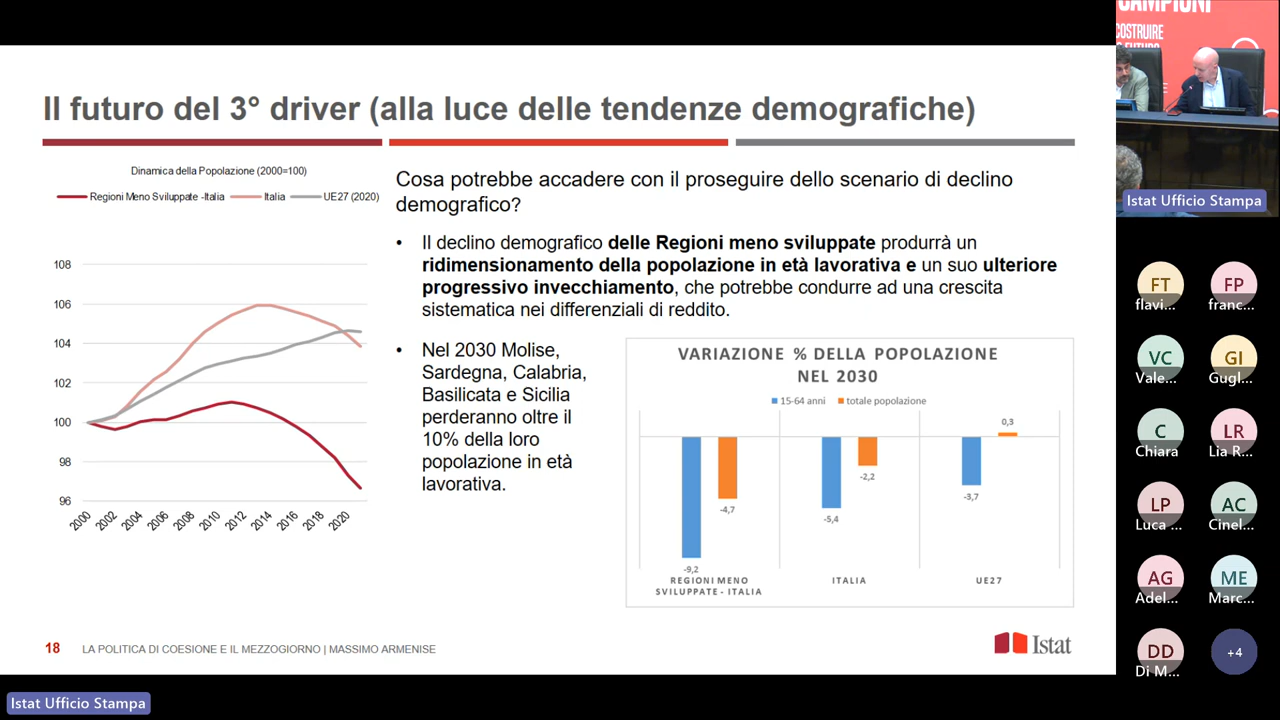 CAMPIONI
COSTRUIRE
Istat Ufficio Stampa
Il futuro del 3° driver (alla luce delle tendenze demografiche)
Dinamica della Popolazione (2000=100)
Regioni Meno Sviluppate -Italia
Italia
UE27 (2020)
108
106
104
102
100
98
96
2000
2002
2004
2006
2008
2010
2012
2014
2016
2018
2020
Cosa potrebbe accadere con il proseguire dello scenario di declino
demografico?
• Il declino demografico delle Regioni meno sviluppate produrrà un
ridimensionamento della popolazione in età lavorativa e un suo ulteriore
progressivo invecchiamento, che potrebbe condurre ad una crescita
sistematica nei differenziali di reddito.
• Nel 2030 Molise,
Sardegna, Calabria,
Basilicata e Sicilia
perderanno oltre il
10% della loro
popolazione in età
lavorativa.
VARIAZIONE % DELLA POPOLAZIONE
NEL 2030
15-64 anni
totale popolazione
0,3
-2,2
-3,7
-4,7
-5,4
-9,2
REGIONI MENO
SVILUPPATE - ITALIA
ITALIA
UE27
18
LA POLITICA DI COESIONE E IL MEZZOGIORNO | MASSIMO ARMENISE
Istat
FT
flavi...
FP
franc...
VC
Vale...
GI
Gugl...
C
Chiara
LR
Lia R...
LP
Luca ...
AC
Cinel...
AG
Adel...
ME
Marc...
DD
Di M...
+4
Istat Ufficio Stampa